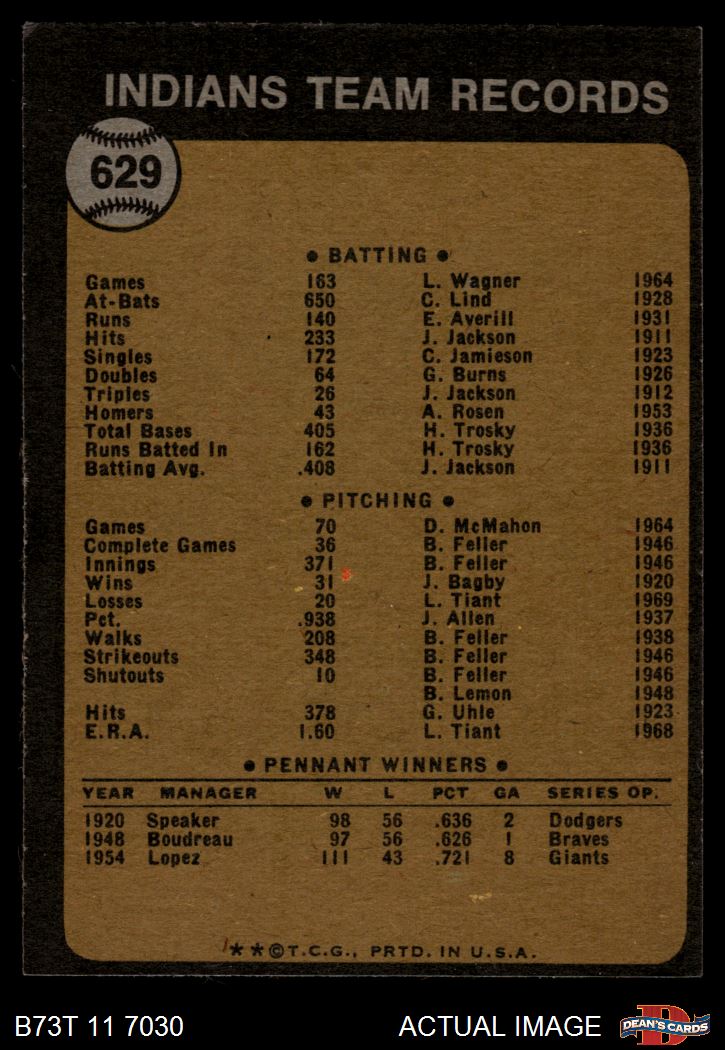 INDIANS TEAM RECORDS
629
• BATTING •
Games 163 L. Wagner 1964
At-Bats 650 C. Lind 1928
Runs 140 E. Averill 1931
Hits 233 J. Jackson 1911
Singles 172 C. Jamieson 1923
Doubles 64 G. Burns 1926
Triples 26 J. Jackson 1912
Homers 43 A. Rosen 1953
Total Bases 405 H. Trosky 1936
Runs Batted In 162 H. Trosky 1936
Batting Avg. .408 J. Jackson 1911
• PITCHING •
Games 70 D. McMahon 1964
Complete Games 36 B. Feller 1946
Innings 371 B. Feller 1946
Wins 31 J. Bagby 1920
Losses 20 L. Tiant 1969
Pct. .938 J. Allen 1937
Walks 208 B. Feller 1938
Strikeouts 348 B. Feller 1946
Shutouts 10 B. Feller 1946
B. Lemon 1948
Hits 378 G. Uhle 1923
E.R.A. 1.60 L. Tiant 1968
• PENNANT WINNERS •
YEAR MANAGER W L PCT GA SERIES OP.
1920 Speaker 98 56 .636 2 Dodgers
1948 Boudreau 97 56 .626 1 Braves
1954 Lopez 111 43 .721 8 Giants
**©T.C.G., PRTD. IN U.S.A.
B73T 11 7030 ACTUAL IMAGE D DEAN'S CARDS